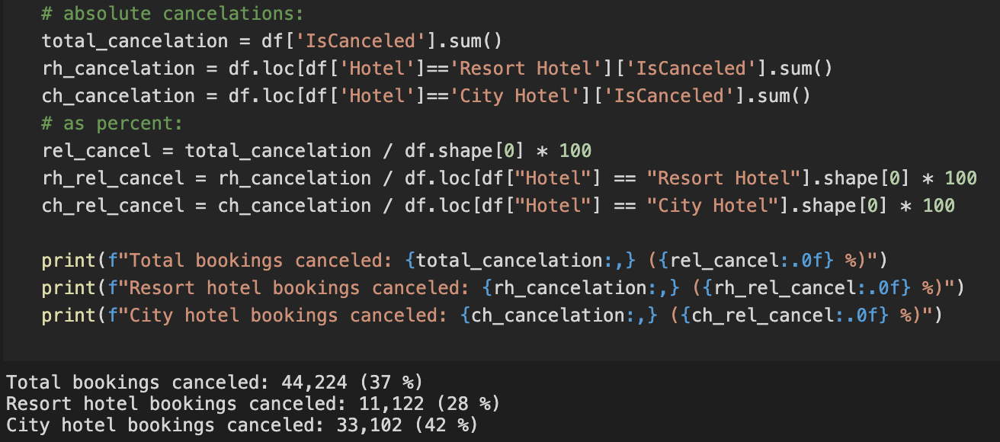 # absolute cancelations:
total_cancelation = df['IsCanceled'].sum()
rh_cancelation = df.loc[df['Hotel']=='Resort Hotel']['IsCanceled'].sum()
ch_cancelation = df.loc[df['Hotel']=='City Hotel']['IsCanceled'].sum()
# as percent:
rel_cancel = total_cancelation / df.shape[0] * 100
rh_rel_cancel = rh_cancelation / df.loc[df["Hotel"] == "Resort Hotel"].shape[0] * 100
ch_rel_cancel = ch_cancelation / df.loc[df["Hotel"] == "City Hotel"].shape[0] * 100
print(f"Total bookings canceled: {total_cancelation:,} ({rel_cancel:.0f} %)")
print(f"Resort hotel bookings canceled: {rh_cancelation:,} ({rh_rel_cancel:.0f} %)")
print(f"City hotel bookings canceled: {ch_cancelation:,} ({ch_rel_cancel:.0f} %)")
Total bookings canceled: 44,224 (37 %)
Resort hotel bookings canceled: 11,122 (28 %)
City hotel bookings canceled: 33,102 (42 %)